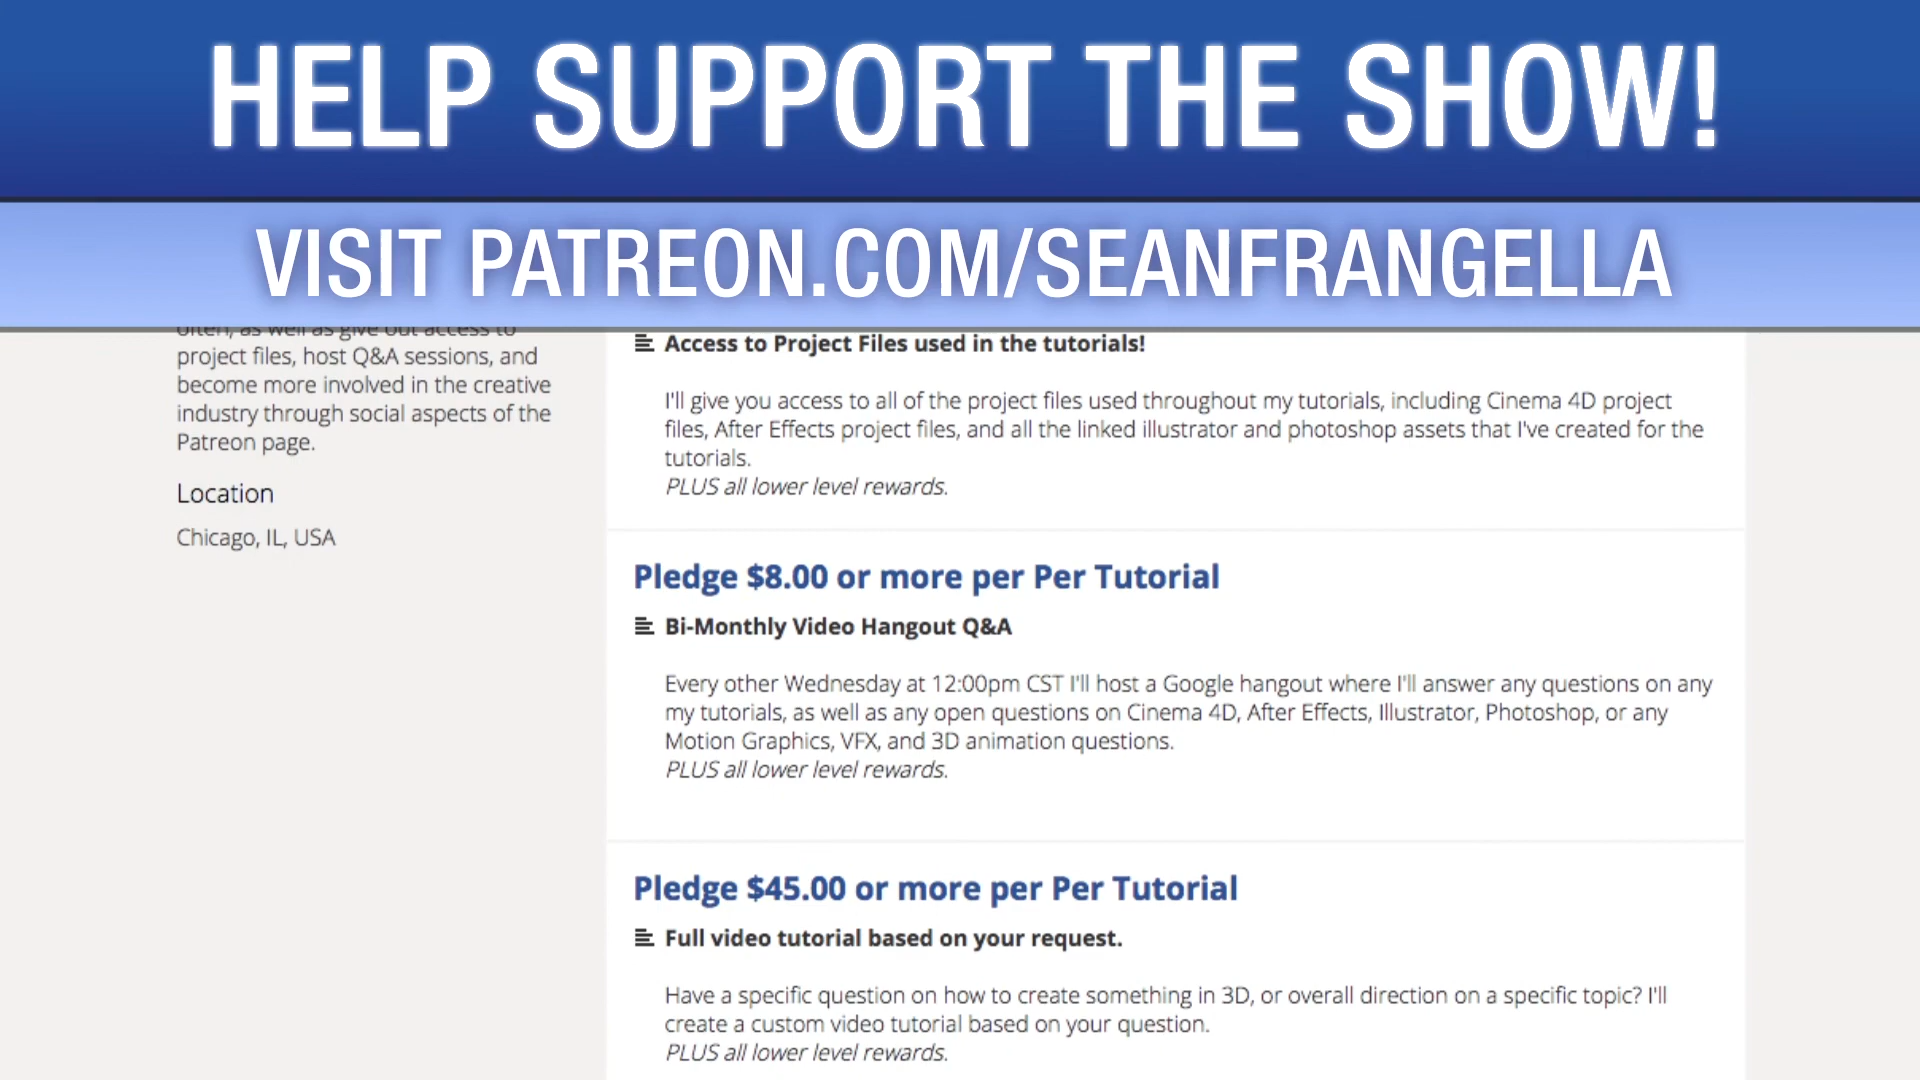 HELP SUPPORT THE SHOW!
VISIT PATREON.COM/SEANFRANGELLA
often, as well as give out access to
project files, host Q&A sessions, and
become more involved in the creative
industry through social aspects of the
Patreon page.
Location
Chicago, IL, USA
Access to Project Files used in the tutorials!
I'll give you access to all of the project files used throughout my tutorials, including Cinema 4D project
files, After Effects project files, and all the linked illustrator and photoshop assets that I've created for the
tutorials.
PLUS all lower level rewards.
Pledge $8.00 or more per Per Tutorial
Bi-Monthly Video Hangout Q&A
Every other Wednesday at 12:00pm CST I'll host a Google hangout where I'll answer any questions on any
my tutorials, as well as any open questions on Cinema 4D, After Effects, Illustrator, Photoshop, or any
Motion Graphics, VFX, and 3D animation questions.
PLUS all lower level rewards.
Pledge $45.00 or more per Per Tutorial
Full video tutorial based on your request.
Have a specific question on how to create something in 3D, or overall direction on a specific topic? I'll
create a custom video tutorial based on your question.
PLUS all lower level rewards.